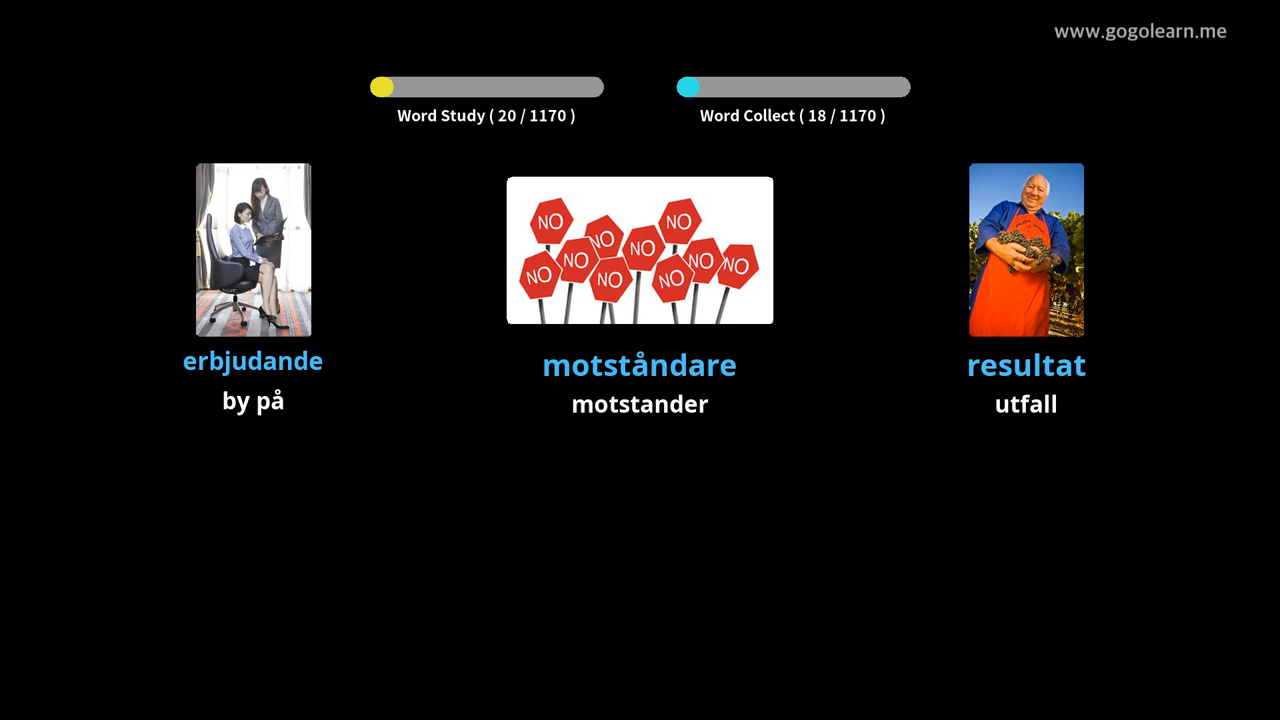 www.gogolearn.me
Word Study ( 20 / 1170 )
Word Collect ( 18 / 1170 )
NO
NO
NO
NO
NO
NO
NO
NO
NO
NO
erbjudande
by på
motståndare
motstander
resultat
utfall